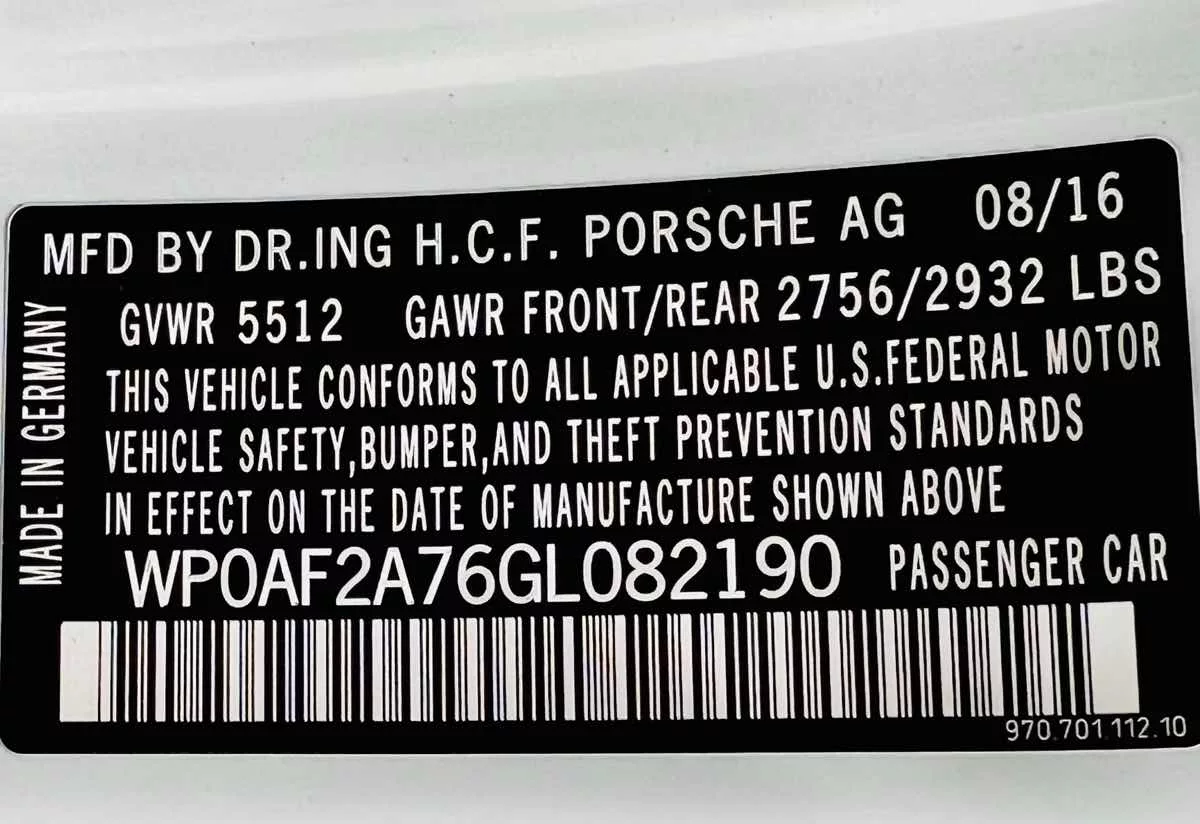 MFD BY DR.ING H.C.F. PORSCHE AG 08/16
GVWR 5512 GAWR FRONT/REAR 2756/2932 LBS
THIS VEHICLE CONFORMS TO ALL APPLICABLE U.S.FEDERAL MOTOR
VEHICLE SAFETY,BUMPER,AND THEFT PREVENTION STANDARDS
IN EFFECT ON THE DATE OF MANUFACTURE SHOWN ABOVE
WP0AF2A76GL082190 PASSENGER CAR
970.701.112.10
MADE IN GERMANY